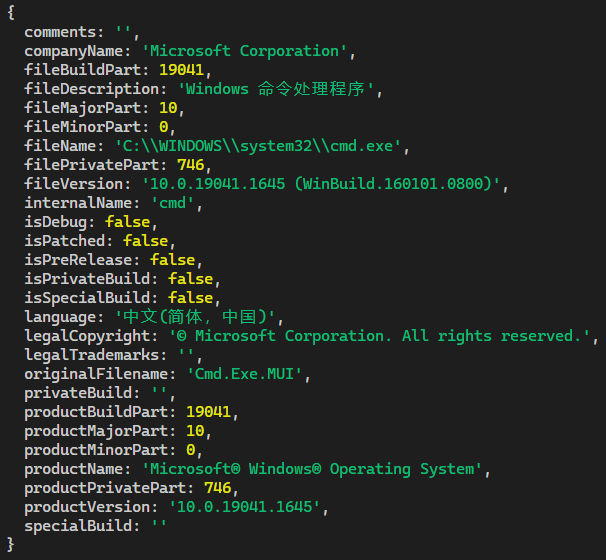 {
  comments: '',
  companyName: 'Microsoft Corporation',
  fileBuildPart: 19041,
  fileDescription: 'Windows 命令处理程序',
  fileMajorPart: 10,
  fileMinorPart: 0,
  fileName: 'C:\\WINDOWS\\system32\\cmd.exe',
  filePrivatePart: 746,
  fileVersion: '10.0.19041.1645 (WinBuild.160101.0800)',
  internalName: 'cmd',
  isDebug: false,
  isPatched: false,
  isPreRelease: false,
  isPrivateBuild: false,
  isSpecialBuild: false,
  language: '中文(简体，中国)',
  legalCopyright: '© Microsoft Corporation. All rights reserved.',
  legalTrademarks: '',
  originalFilename: 'Cmd.Exe.MUI',
  privateBuild: '',
  productBuildPart: 19041,
  productMajorPart: 10,
  productMinorPart: 0,
  productName: 'Microsoft® Windows® Operating System',
  productPrivatePart: 746,
  productVersion: '10.0.19041.1645',
  specialBuild: ''
}